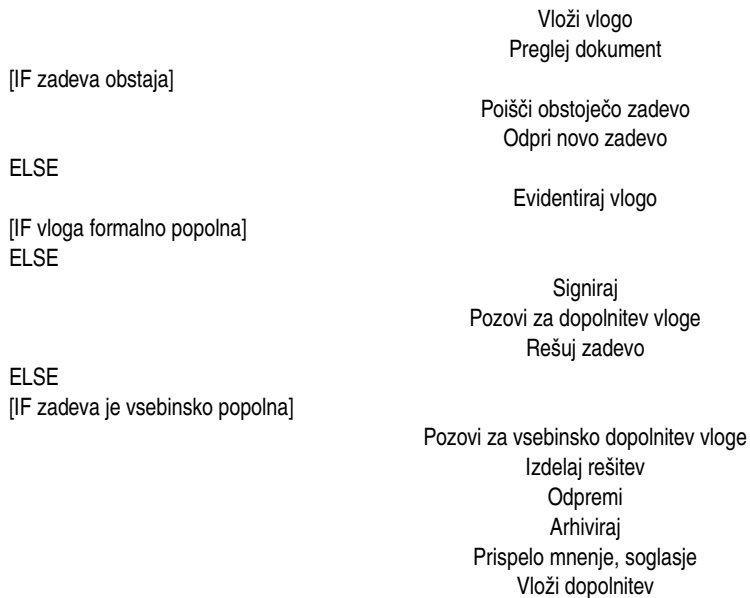 Vloži vlogo
Preglej dokument
[IF zadeva obstaja]
Poišči obstoječo zadevo
Odpri novo zadevo
ELSE
Evidentiraj vlogo
[IF vloga formalno popolna]
ELSE
Signiraj
Pozovi za dopolnitev vloge
Rešuj zadevo
ELSE
[IF zadeva je vsebinsko popolna]
Pozovi za vsebinsko dopolnitev vloge
Izdelaj rešitev
Odpremi
Arhiviraj
Prispelo mnenje, soglasje
Vloži dopolnitev